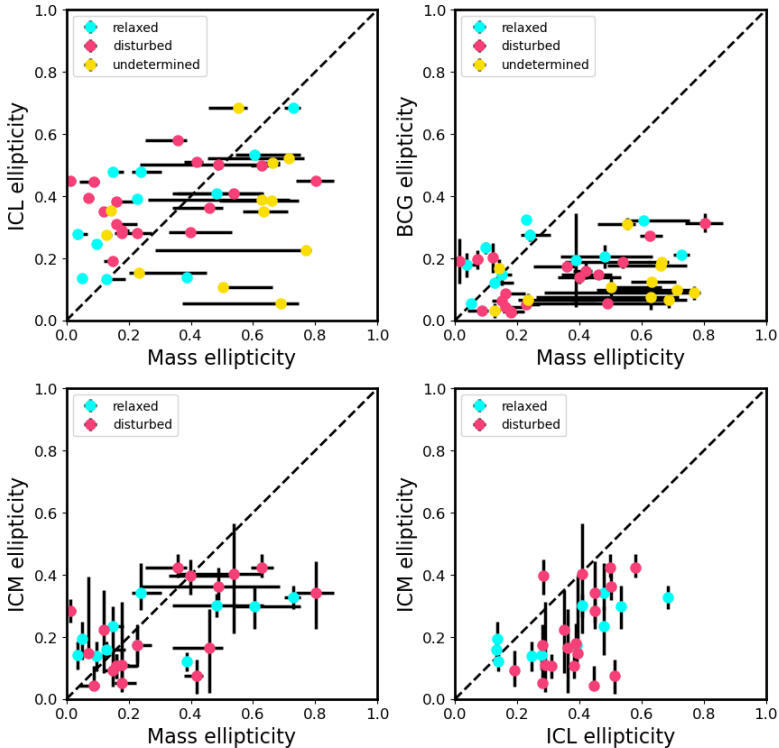 1.0
0.8
0.6
0.4
0.2
0.0
ICL ellipticity
relaxed
disturbed
undetermined
0.0 0.2 0.4 0.6 0.8 1.0
Mass ellipticity
1.0
0.8
0.6
0.4
0.2
0.0
BCG ellipticity
relaxed
disturbed
undetermined
0.0 0.2 0.4 0.6 0.8 1.0
Mass ellipticity
1.0
0.8
0.6
0.4
0.2
0.0
ICM ellipticity
relaxed
disturbed
0.0 0.2 0.4 0.6 0.8 1.0
Mass ellipticity
1.0
0.8
0.6
0.4
0.2
0.0
ICM ellipticity
relaxed
disturbed
0.0 0.2 0.4 0.6 0.8 1.0
ICL ellipticity